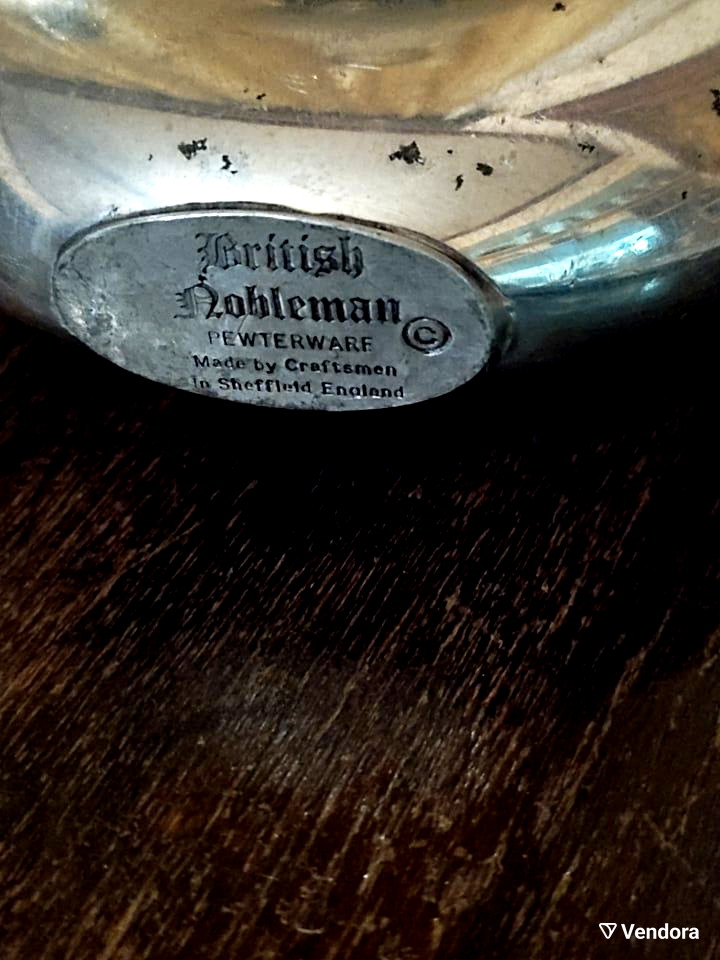 British
Nobleman
©
PEWTERWARE
Made by Craftsmen
in Sheffield England
Vendora